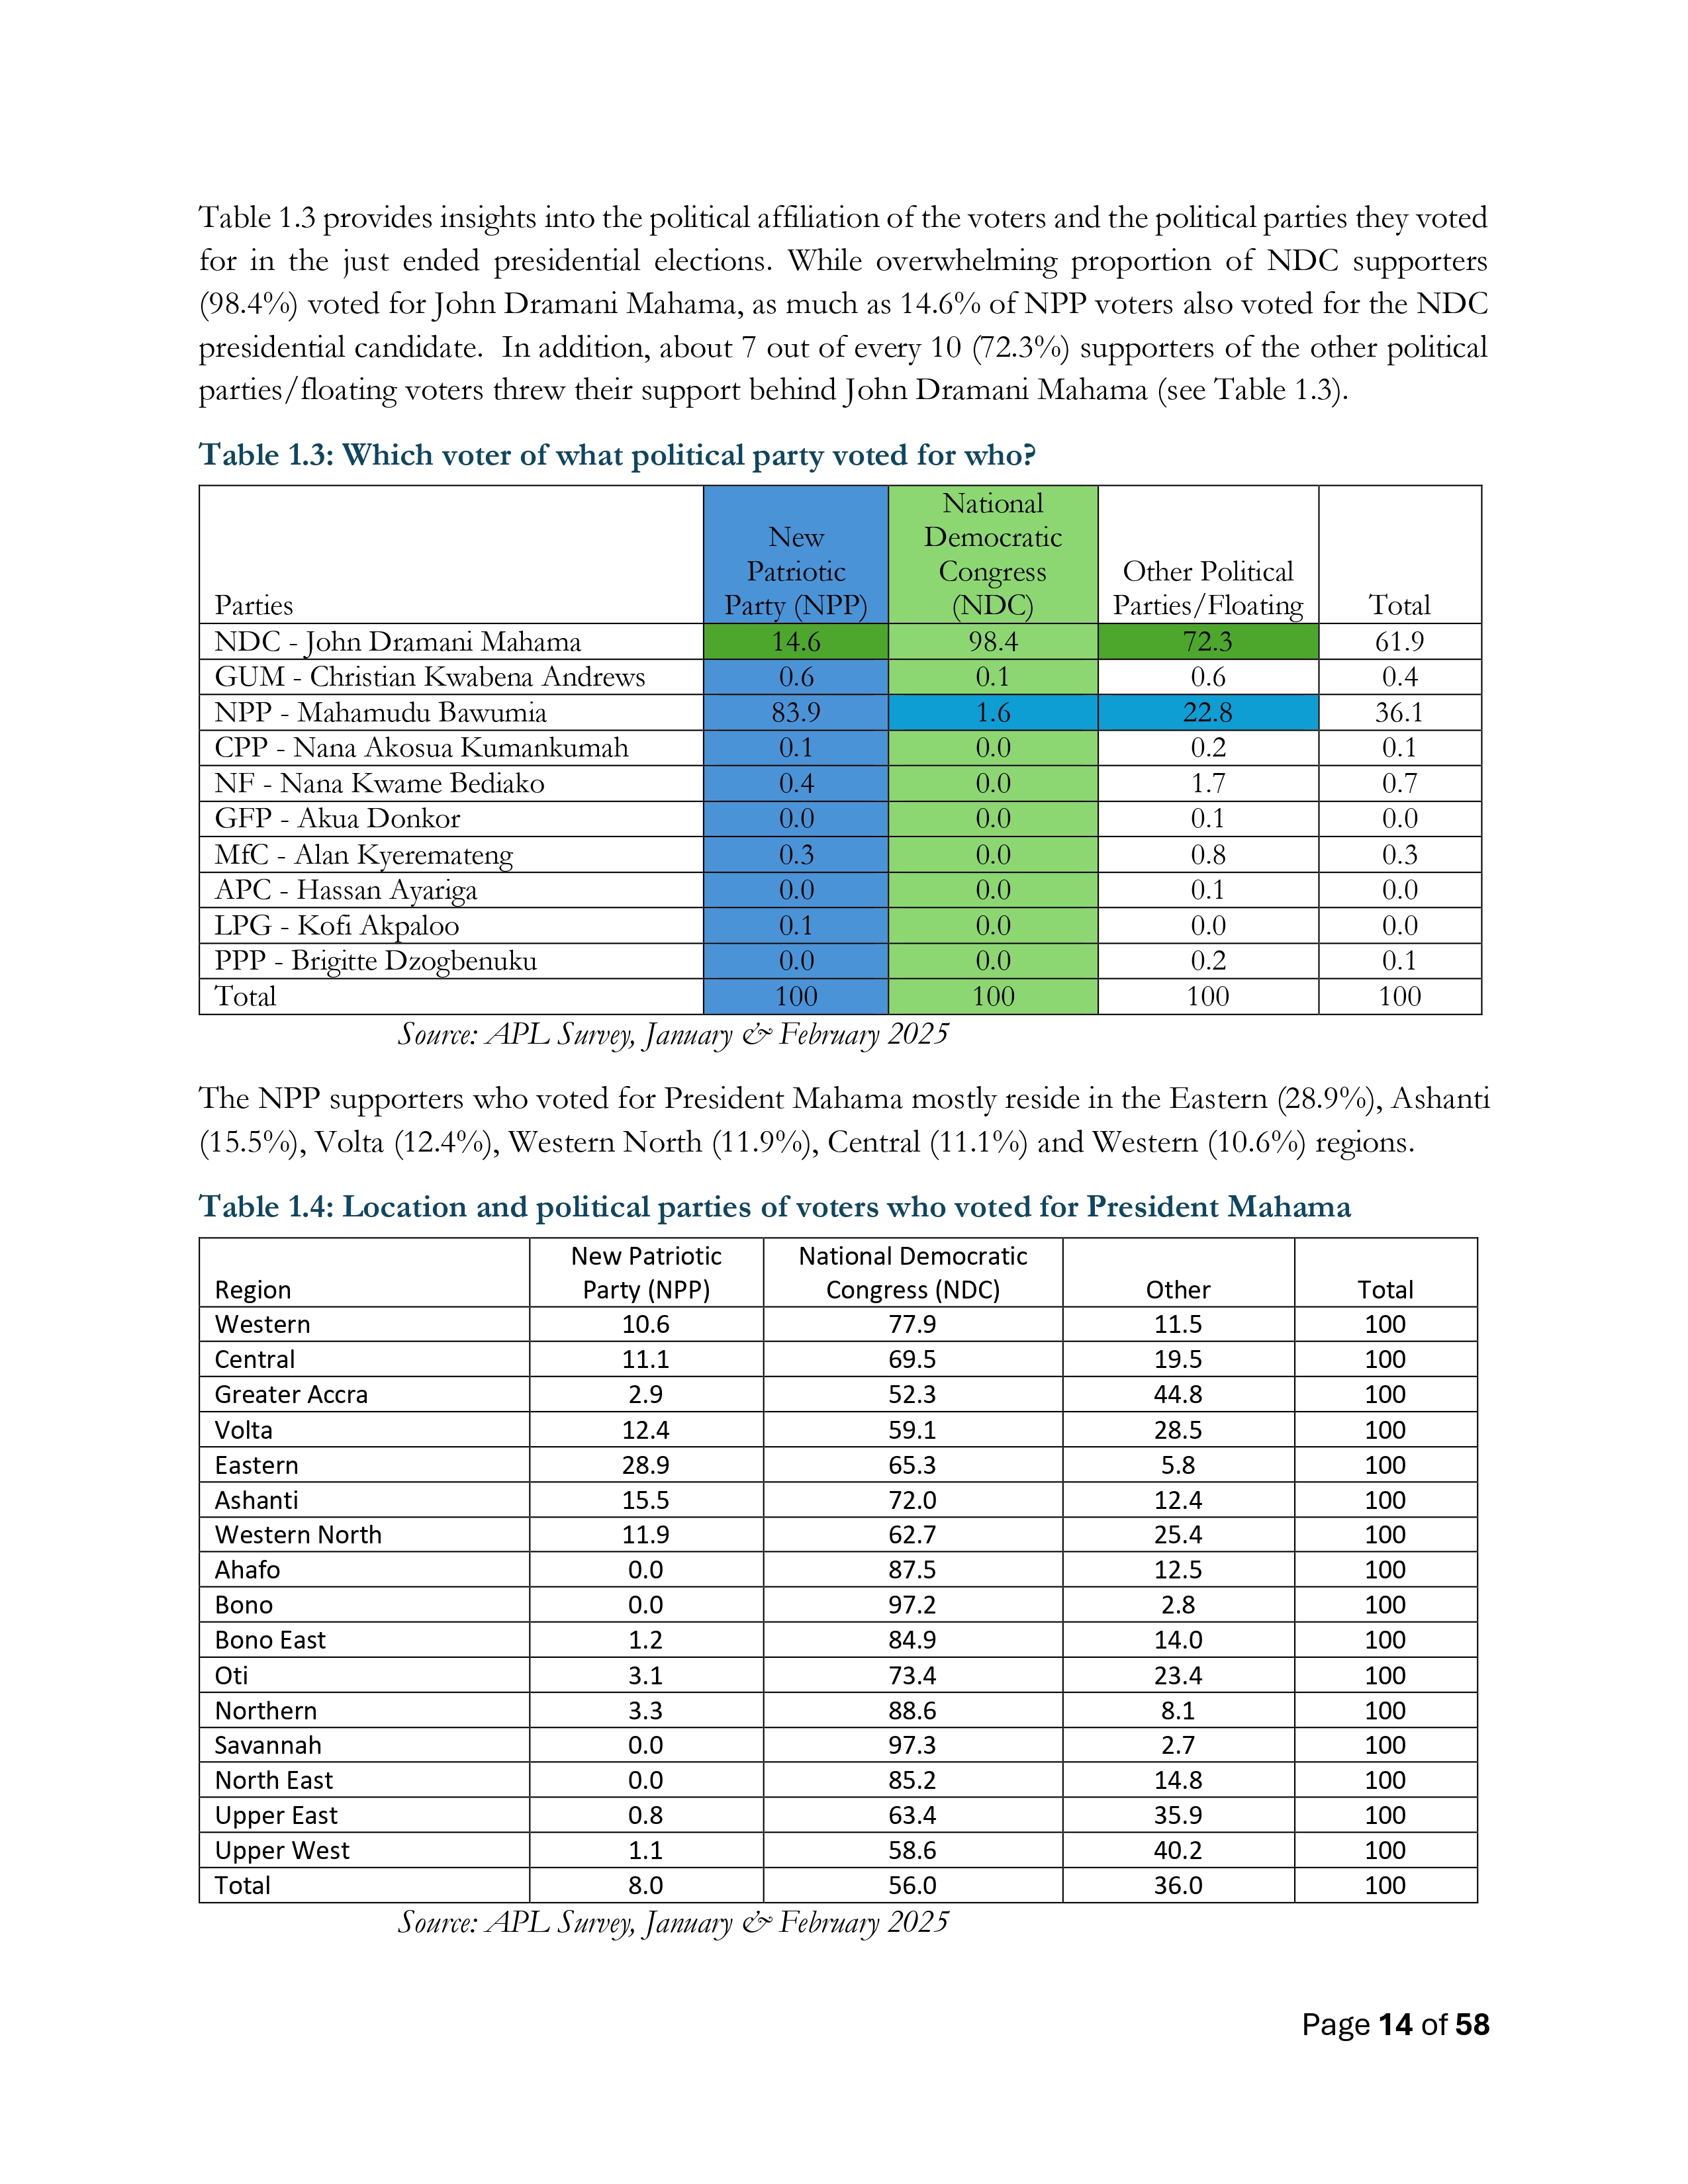 Table 1.3 provides insights into the political affiliation of the voters and the political parties they voted
for in the just ended presidential elections. While overwhelming proportion of NDC supporters
(98.4%) voted for John Dramani Mahama, as much as 14.6% of NPP voters also voted for the NDC
presidential candidate. In addition, about 7 out of every 10 (72.3%) supporters of the other political
parties/floating voters threw their support behind John Dramani Mahama (see Table 1.3).
Table 1.3: Which voter of what political party voted for who?
Parties New Patriotic Party (NPP) National Democratic Congress (NDC) Other Political Parties/Floating Total
NDC - John Dramani Mahama 14.6 98.4 72.3 61.9
GUM - Christian Kwabena Andrews 0.6 0.1 0.6 0.4
NPP - Mahamudu Bawumia 83.9 1.6 22.8 36.1
CPP - Nana Akosua Kumankumah 0.1 0.0 0.2 0.1
NF - Nana Kwame Bediako 0.4 0.0 1.7 0.7
GFP - Akua Donkor 0.0 0.0 0.1 0.0
MfC - Alan Kyeremateng 0.3 0.0 0.8 0.3
APC - Hassan Ayariga 0.0 0.0 0.1 0.0
LPG - Kofi Akpaloo 0.1 0.0 0.0 0.0
PPP - Brigitte Dzogbenuku 0.0 0.0 0.2 0.1
Total 100 100 100 100
Source: APL Survey, January & February 2025
The NPP supporters who voted for President Mahama mostly reside in the Eastern (28.9%), Ashanti
(15.5%), Volta (12.4%), Western North (11.9%), Central (11.1%) and Western (10.6%) regions.
Table 1.4: Location and political parties of voters who voted for President Mahama
Region New Patriotic Party (NPP) National Democratic Congress (NDC) Other Total
Western 10.6 77.9 11.5 100
Central 11.1 69.5 19.5 100
Greater Accra 2.9 52.3 44.8 100
Volta 12.4 59.1 28.5 100
Eastern 28.9 65.3 5.8 100
Ashanti 15.5 72.0 12.4 100
Western North 11.9 62.7 25.4 100
Ahafo 0.0 87.5 12.5 100
Bono 0.0 97.2 2.8 100
Bono East 1.2 84.9 14.0 100
Oti 3.1 73.4 23.4 100
Northern 3.3 88.6 8.1 100
Savannah 0.0 97.3 2.7 100
North East 0.0 85.2 14.8 100
Upper East 0.8 63.4 35.9 100
Upper West 1.1 58.6 40.2 100
Total 8.0 56.0 36.0 100
Source: APL Survey, January & February 2025
Page 14 of 58